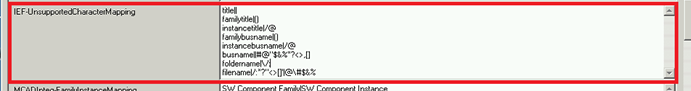 IEF-UnsupportedCharacterMapping
title||
familytitle|()
instancetitle|/@
familybusname|()
instancebusname|/@
busname|#@'"$&%*?<>,[]
foldername|\/;
filename|/:*?"<>[]'|@\#$&%
MCADInteg-FamilyInstanceMapping
SW Component Family|SW Component Instance